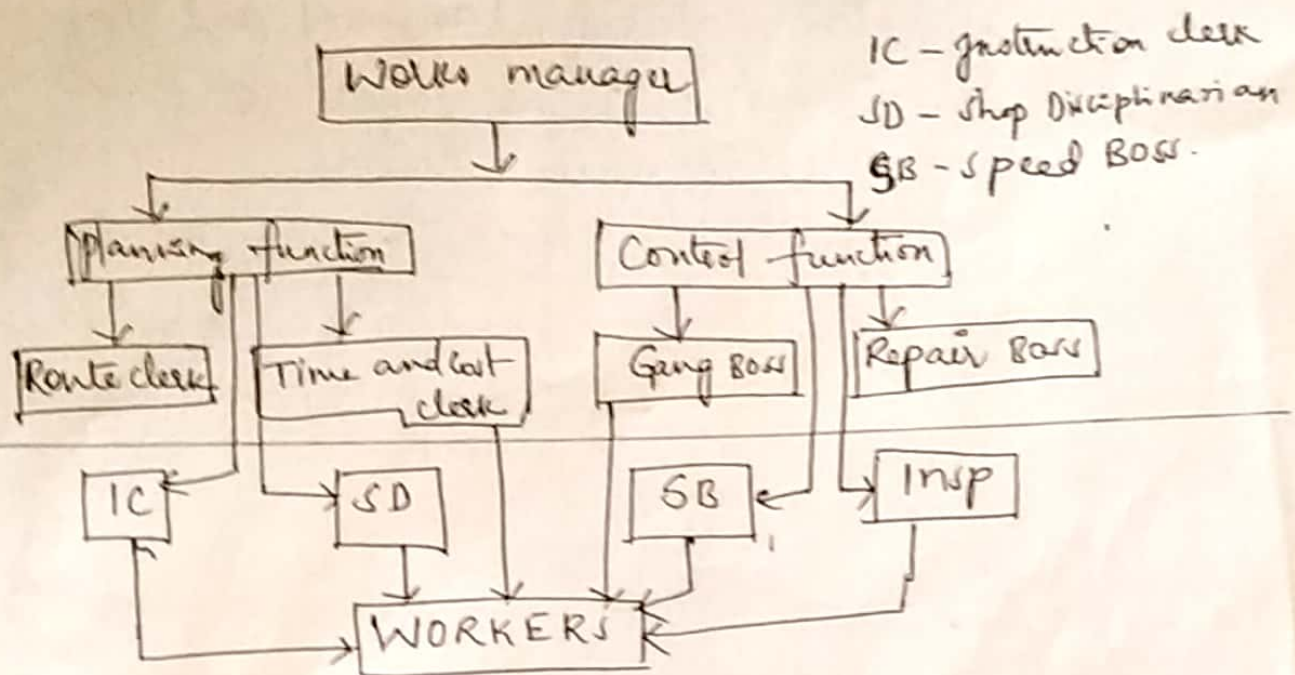 Works manager
IC - Instruction clerk
SD - Shop Disciplinarian
SB - Speed Boss.
Planning function
Control function
Route clerk
Time and Cost
clerk
Gang Boss
Repair Boss
IC
SD
SB
Insp
WORKERS